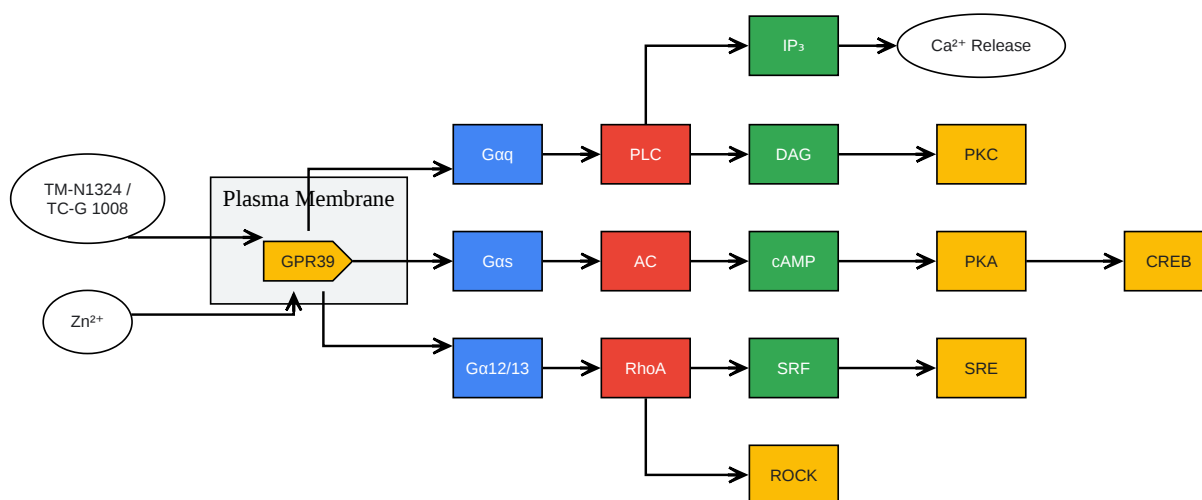 IP₃
Ca²⁺ Release
Gαq
PLC
DAG
PKC
TM-N1324 /
TC-G 1008
Plasma Membrane
GPR39
Gαs
AC
cAMP
PKA
CREB
Zn²⁺
Gα12/13
RhoA
SRF
SRE
ROCK